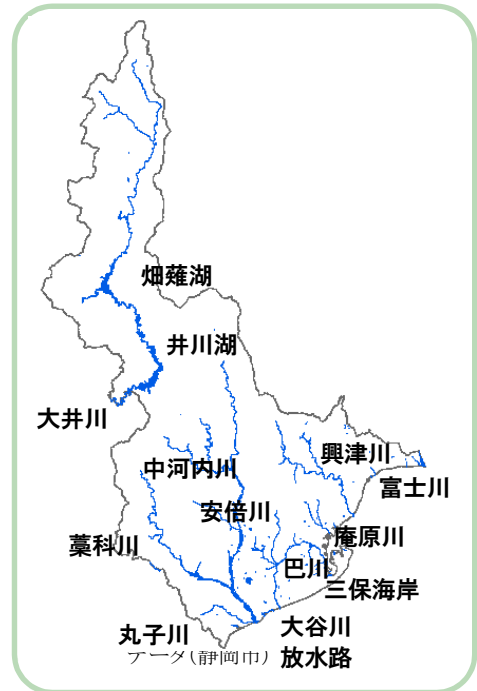 畑薙湖
井川湖
大井川
興津川
中河内川
富士川
安倍川
庵原川
藁科川
巴川
三保海岸
丸子川
大谷川
放水路
データ(静岡市)